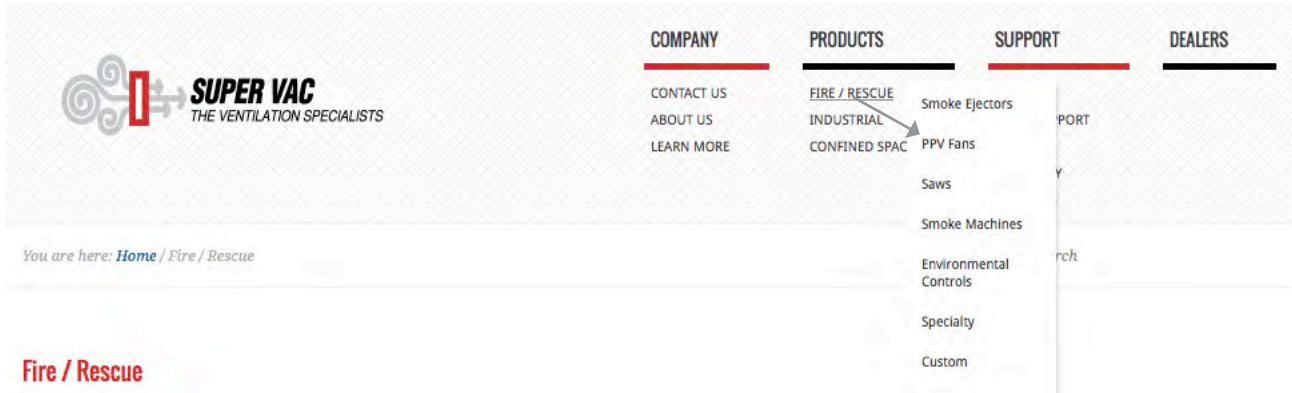 COMPANY
PRODUCTS
SUPPORT
DEALERS
SUPER VAC
THE VENTILATION SPECIALISTS
CONTACT US
ABOUT US
LEARN MORE
FIRE / RESCUE
INDUSTRIAL
CONFINED SPAC
Smoke Ejectors
PPV Fans
Saws
Smoke Machines
Environmental
Controls
Specialty
Custom
PORT
Y
You are here: Home / Fire / Rescue
rch
Fire / Rescue